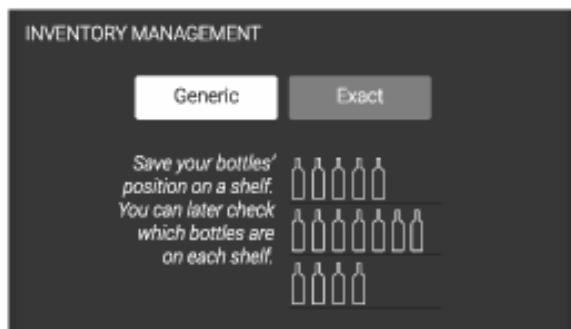 INVENTORY MANAGEMENT
Generic
Exact
Save your bottles'
position on a shelf.
You can later check
which bottles are
on each shelf.